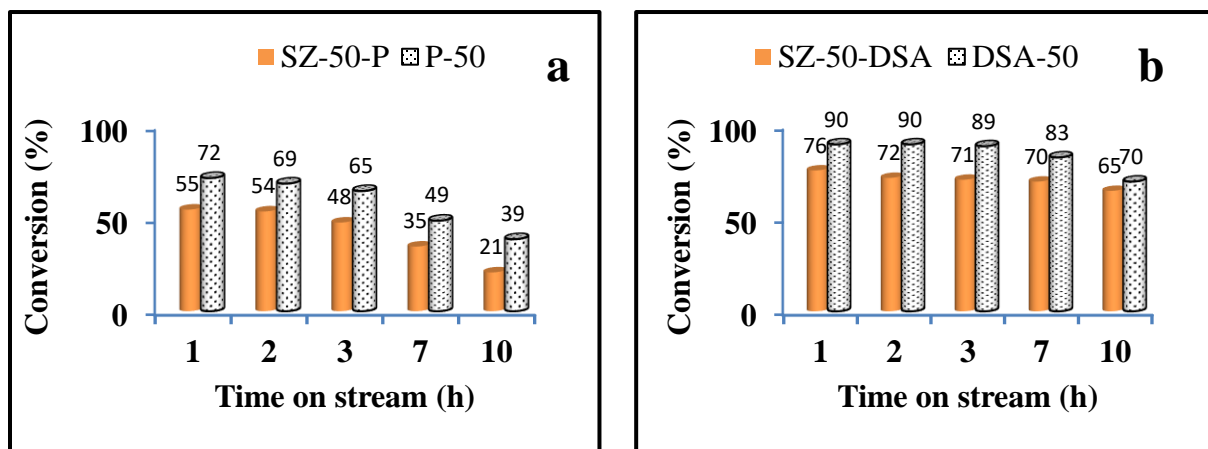 SZ-50-P P-50
a
100
50
0
Conversion (%)
55 72
54 69
48 65
35 49
21 39
1 2 3 7 10
Time on stream (h)
SZ-50-DSA DSA-50
b
100
50
0
Conversion (%)
76 90
72 90
71 89
70 83
65 70
1 2 3 7 10
Time on stream (h)